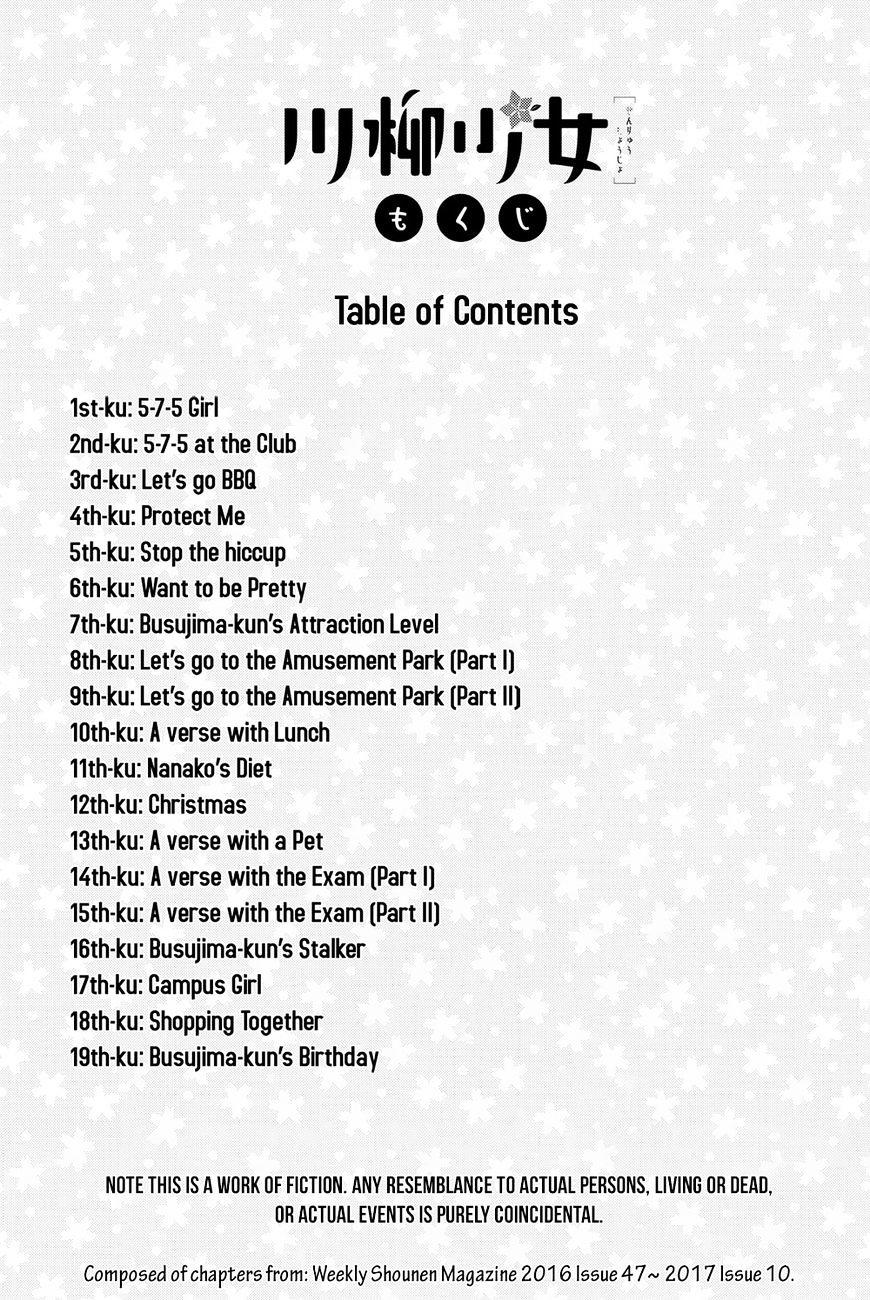 川柳少女
せんりゅう
しょうじょ
もくじ
Table of Contents
1st-ku: 5-7-5 Girl
2nd-ku: 5-7-5 at the Club
3rd-ku: Let's go BBQ
4th-ku: Protect Me
5th-ku: Stop the hiccup
6th-ku: Want to be Pretty
7th-ku: Busujima-kun's Attraction Level
8th-ku: Let's go to the Amusement Park (Part I)
9th-ku: Let's go to the Amusement Park (Part II)
10th-ku: A verse with Lunch
11th-ku: Nanako's Diet
12th-ku: Christmas
13th-ku: A verse with a Pet
14th-ku: A verse with the Exam (Part I)
15th-ku: A verse with the Exam (Part II)
16th-ku: Busujima-kun's Stalker
17th-ku: Campus Girl
18th-ku: Shopping Together
19th-ku: Busujima-kun's Birthday
NOTE THIS IS A WORK OF FICTION. ANY RESEMBLANCE TO ACTUAL PERSONS, LIVING OR DEAD,
OR ACTUAL EVENTS IS PURELY COINCIDENTAL.
Composed of chapters from: Weekly Shounen Magazine 2016 Issue 47~ 2017 Issue 10.